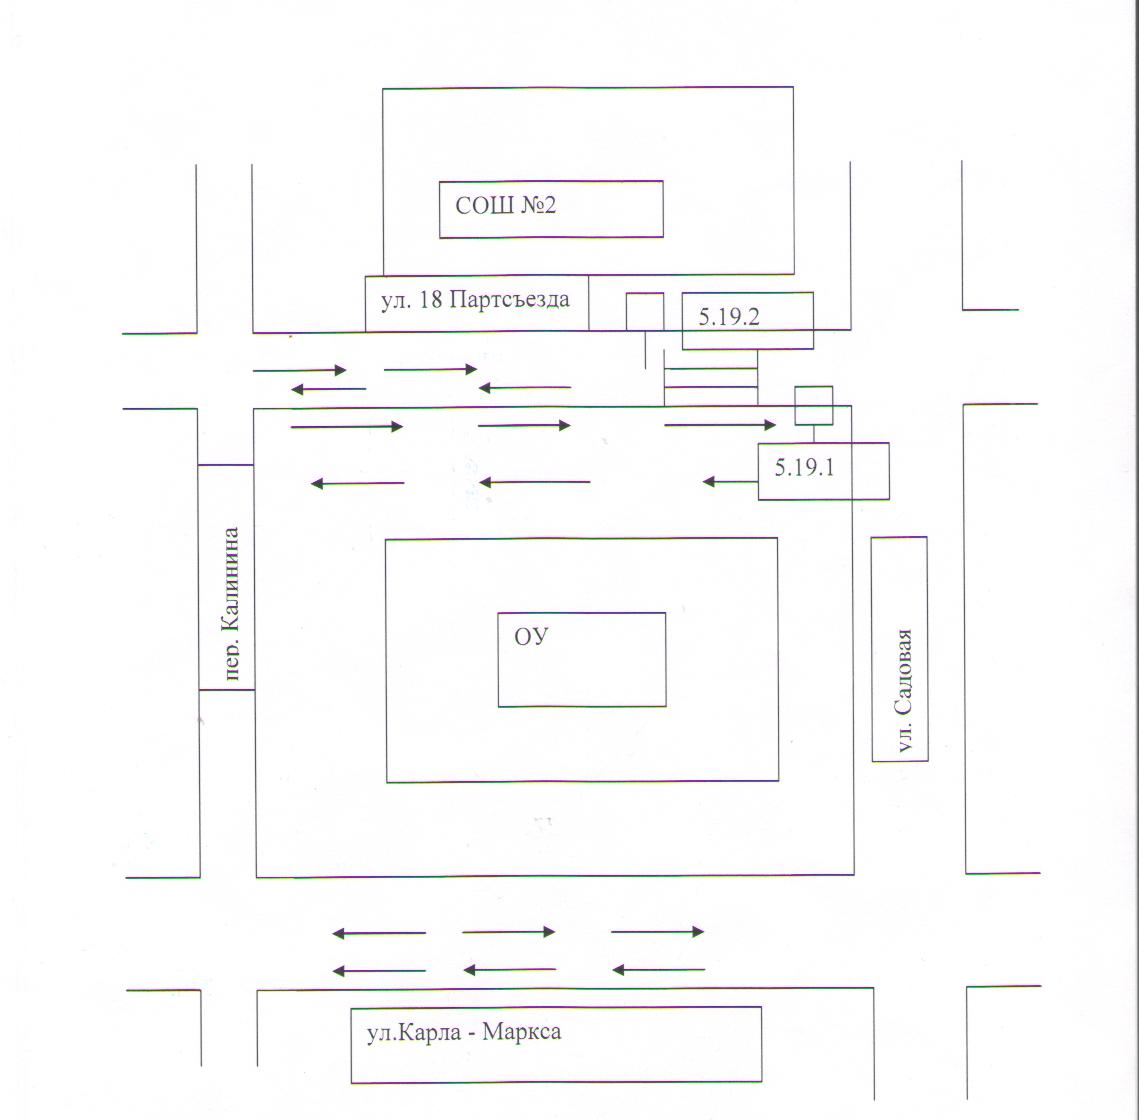 СОШ №2
ул. 18 Партсъезда
5.19.2
5.19.1
пер. Калинина
ОУ
ул. Садовая
ул.Карла - Маркса